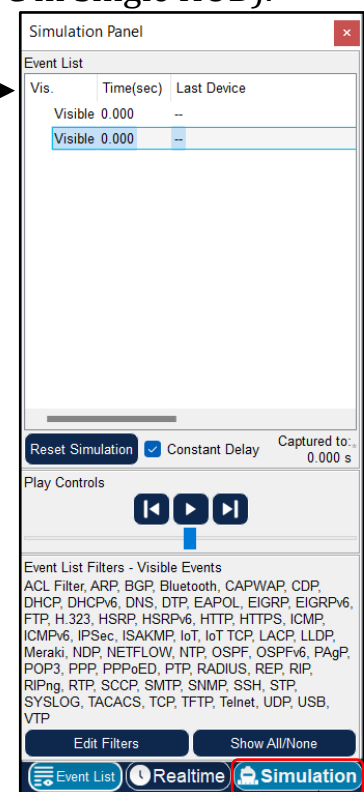 Simulation Panel
Event List
Vis. Time(sec) Last Device
Visible 0.000 --
Visible 0.000 --
Reset Simulation Constant Delay Captured to:
0.000 s
Play Controls
Event List Filters - Visible Events
ACL Filter, ARP, BGP, Bluetooth, CAPWAP, CDP,
DHCP, DHCPv6, DNS, DTP, EAPOL, EIGRP, EIGRPv6,
FTP, H.323, HSRP, HSRPv6, HTTP, HTTPS, ICMP,
ICMPv6, IPSec, ISAKMP, IoT, IoT TCP, LACP, LLDP,
Meraki, NDP, NETFLOW, NTP, OSPF, OSPFv6, PAgP,
POP3, PPP, PPPoED, PTP, RADIUS, REP, RIP,
RIPng, RTP, SCCP, SMTP, SNMP, SSH, STP,
SYSLOG, TACACS, TCP, TFTP, Telnet, UDP, USB,
VTP
Edit Filters Show All/None
Event List Realtime Simulation